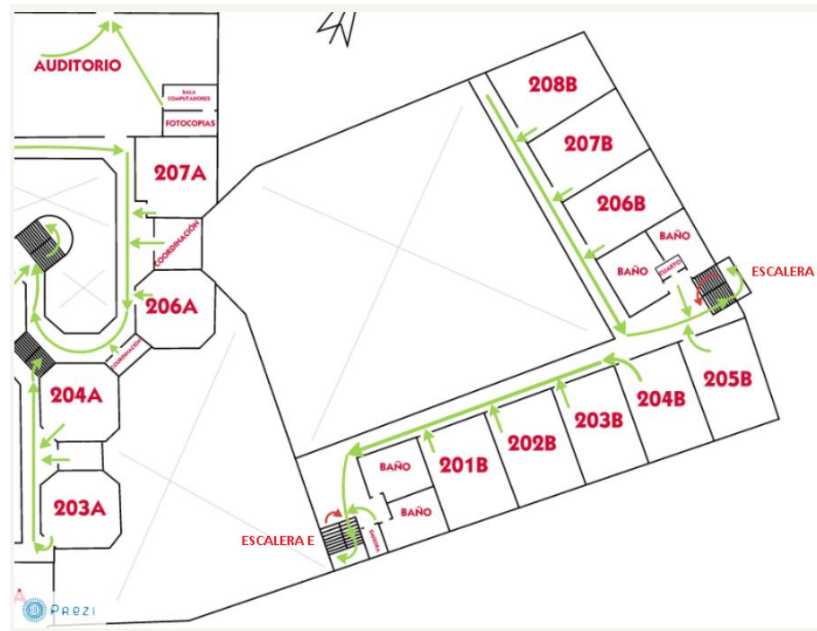 AUDITORIO
SALA
COMPUTADORES
FOTOCOPIAS
207A
COORDINACIÓN
206A
COORDINACIÓN
204A
203A
208B
207B
206B
BAÑO
BAÑO
CUARTO
ESCALERA
205B
204B
203B
202B
201B
BAÑO
BAÑO
ESCALERA E
A
Prezi